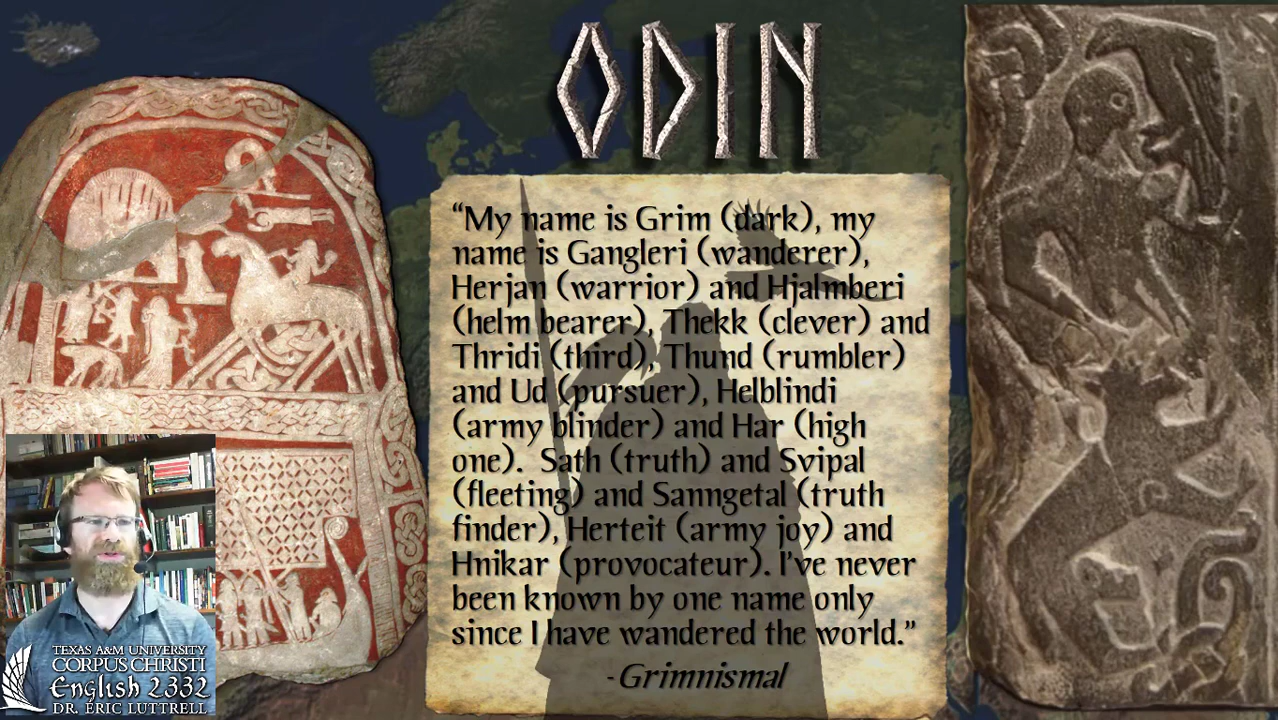 ODIN
“My name is Grim (dark), my
name is Gangleri (wanderer),
Herjan (warrior) and Hjalmberi
(helm bearer), Thekk (clever) and
Thridi (third), Thund (rumbler)
and Ud (pursuer), Helblindi
(army blinder) and Har (high
one).  Sath (truth) and Svipal
(fleeting) and Sanngetal (truth
finder), Herteit (army joy) and
Hnikar (provocateur). I’ve never
been known by one name only
since I have wandered the world.”
-Grimnismal
TEXAS A&M UNIVERSITY
CORPUS CHRISTI
English 2332
DR. ERIC LUTTRELL